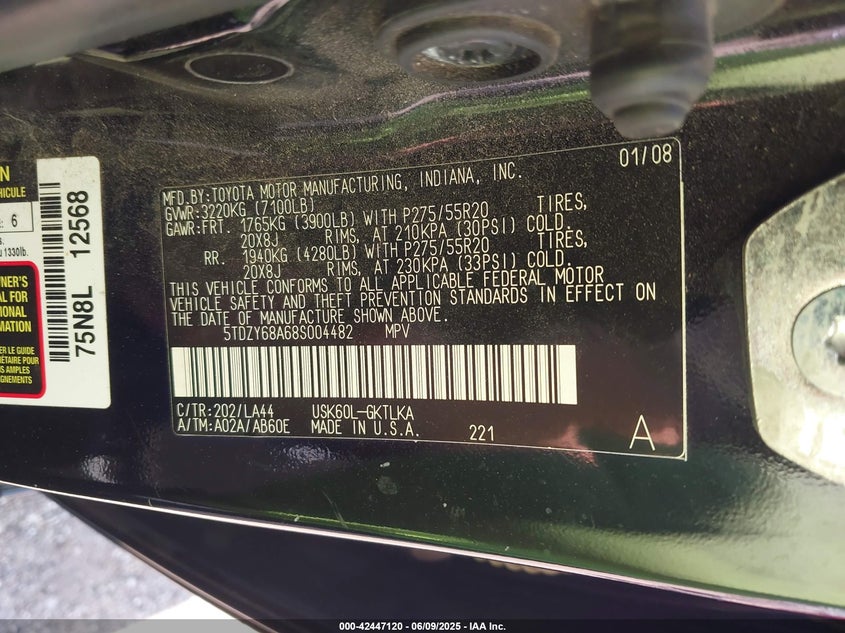 01/08
MFD.BY:TOYOTA MOTOR MANUFACTURING, INDIANA, INC.
GVWR:3220KG (7100LB)
GAWR:FRT. 1765KG (3900LB) WITH P275/55R20 TIRES,
20X8J RIMS, AT 210KPA (30PSI) COLD.
RR. 1940KG (4280LB) WITH P275/55R20 TIRES,
20X8J RIMS, AT 230KPA (33PSI) COLD.
THIS VEHICLE CONFORMS TO ALL APPLICABLE FEDERAL MOTOR
VEHICLE SAFETY AND THEFT PREVENTION STANDARDS IN EFFECT ON
THE DATE OF MANUFACTURE SHOWN ABOVE.
5TDZY68A68S004482 MPV
C/TR:202/LA44 USK60L-GKTLKA
A/TM:A02A/AB60E MADE IN U.S.A. 221
A
75N8L 12568
6
1330lb.
FOR
000-42447120 - 06/09/2025 - IAA Inc.